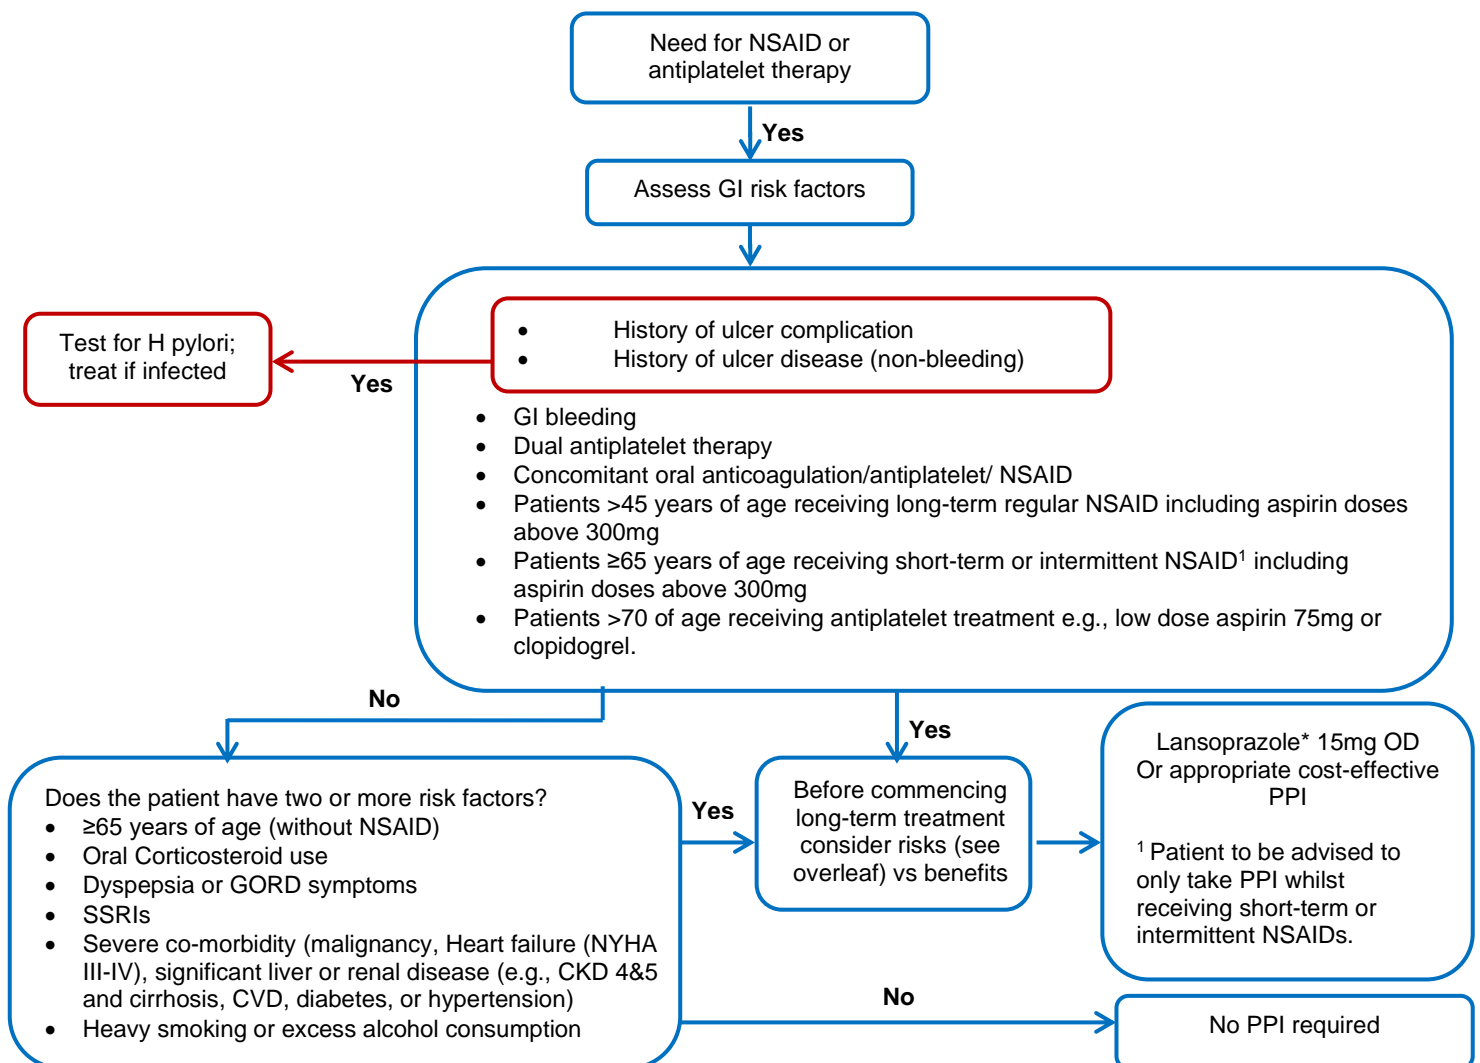 Need for NSAID or
antiplatelet therapy
Yes
Assess GI risk factors
• History of ulcer complication
• History of ulcer disease (non-bleeding)
Test for H pylori;
treat if infected
Yes
• GI bleeding
• Dual antiplatelet therapy
• Concomitant oral anticoagulation/antiplatelet/ NSAID
• Patients >45 years of age receiving long-term regular NSAID including aspirin doses
above 300mg
• Patients ≥65 years of age receiving short-term or intermittent NSAID¹ including
aspirin doses above 300mg
• Patients >70 of age receiving antiplatelet treatment e.g., low dose aspirin 75mg or
clopidogrel.
No
Yes
Does the patient have two or more risk factors?
• ≥65 years of age (without NSAID)
• Oral Corticosteroid use
• Dyspepsia or GORD symptoms
• SSRIs
• Severe co-morbidity (malignancy, Heart failure (NYHA
III-IV), significant liver or renal disease (e.g., CKD 4&5
and cirrhosis, CVD, diabetes, or hypertension)
• Heavy smoking or excess alcohol consumption
Yes
Before commencing
long-term treatment
consider risks (see
overleaf) vs benefits
Lansoprazole* 15mg OD
Or appropriate cost-effective
PPI
¹ Patient to be advised to
only take PPI whilst
receiving short-term or
intermittent NSAIDs.
No
No PPI required